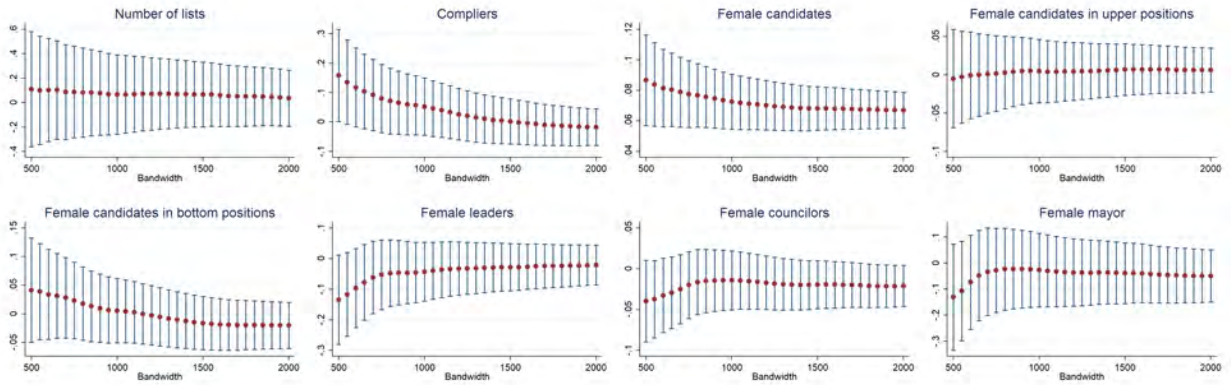 Number of lists
.6
.4
.2
0
-.2
-.4
500 1000 1500 2000
Bandwidth
Compliers
.3
.2
.1
0
-.1
500 1000 1500 2000
Bandwidth
Female candidates
.12
.1
.08
.06
.04
500 1000 1500 2000
Bandwidth
Female candidates in upper positions
.05
0
-.05
-.1
500 1000 1500 2000
Bandwidth
Female candidates in bottom positions
.15
.1
.05
0
-.05
500 1000 1500 2000
Bandwidth
Female leaders
.1
0
-.1
-.2
-.3
500 1000 1500 2000
Bandwidth
Female councilors
.05
0
-.05
-.1
500 1000 1500 2000
Bandwidth
Female mayor
.1
0
-.1
-.2
-.3
500 1000 1500 2000
Bandwidth